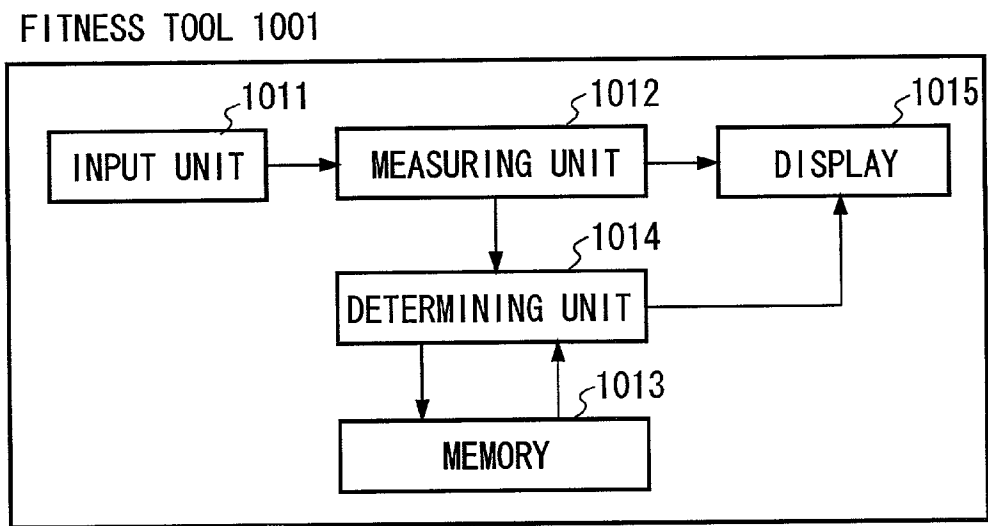 FITNESS TOOL 1001
1011
1012
1015
INPUT UNIT
MEASURING UNIT
DISPLAY
1014
DETERMINING UNIT
1013
MEMORY